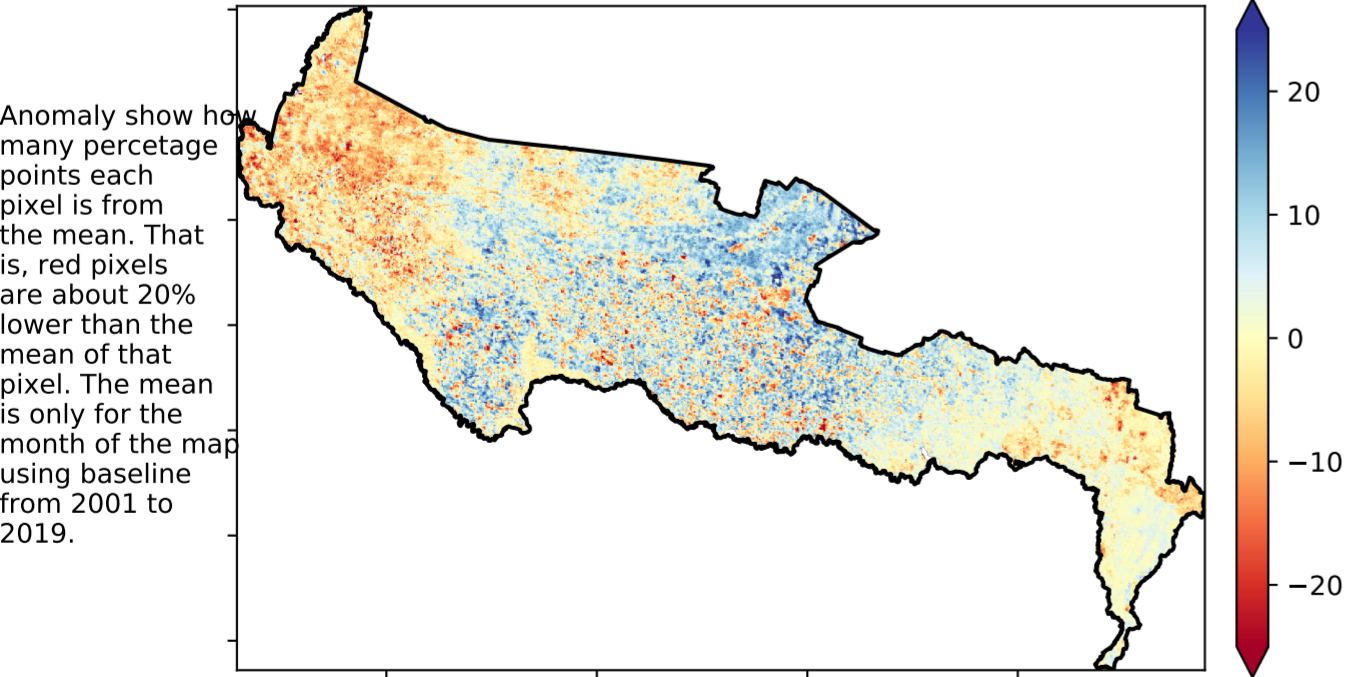 Anomaly show how
many percetage
points each
pixel is from
the mean. That
is, red pixels
are about 20%
lower than the
mean of that
pixel. The mean
is only for the
month of the map
using baseline
from 2001 to
2019.
20
10
0
−10
−20